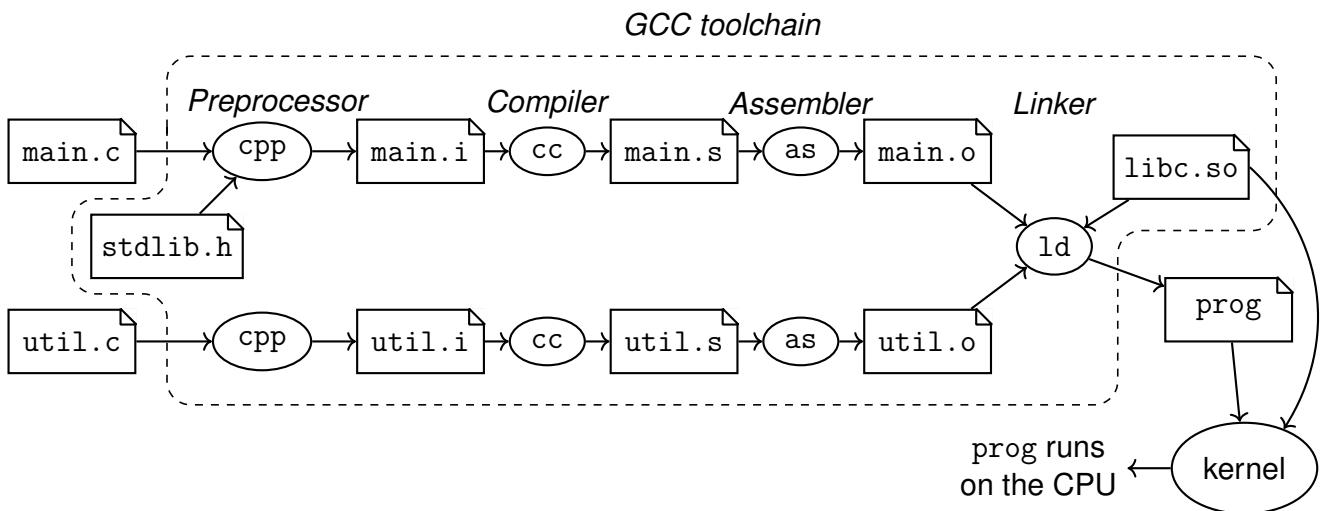 GCC toolchain
Preprocessor
Compiler
Assembler
Linker
main.c
cpp
main.i
cc
main.s
as
main.o
libc.so
stdlib.h
ld
util.c
cpp
util.i
cc
util.s
as
util.o
prog
prog runs
on the CPU
kernel